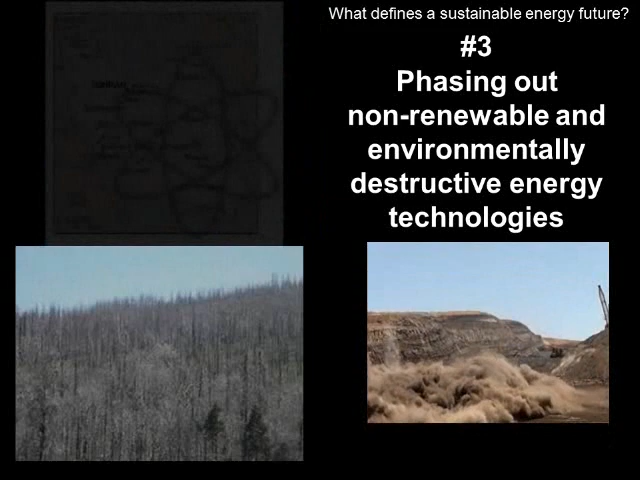 What defines a sustainable energy future?
#3
Phasing out
non-renewable and
environmentally
destructive energy
technologies